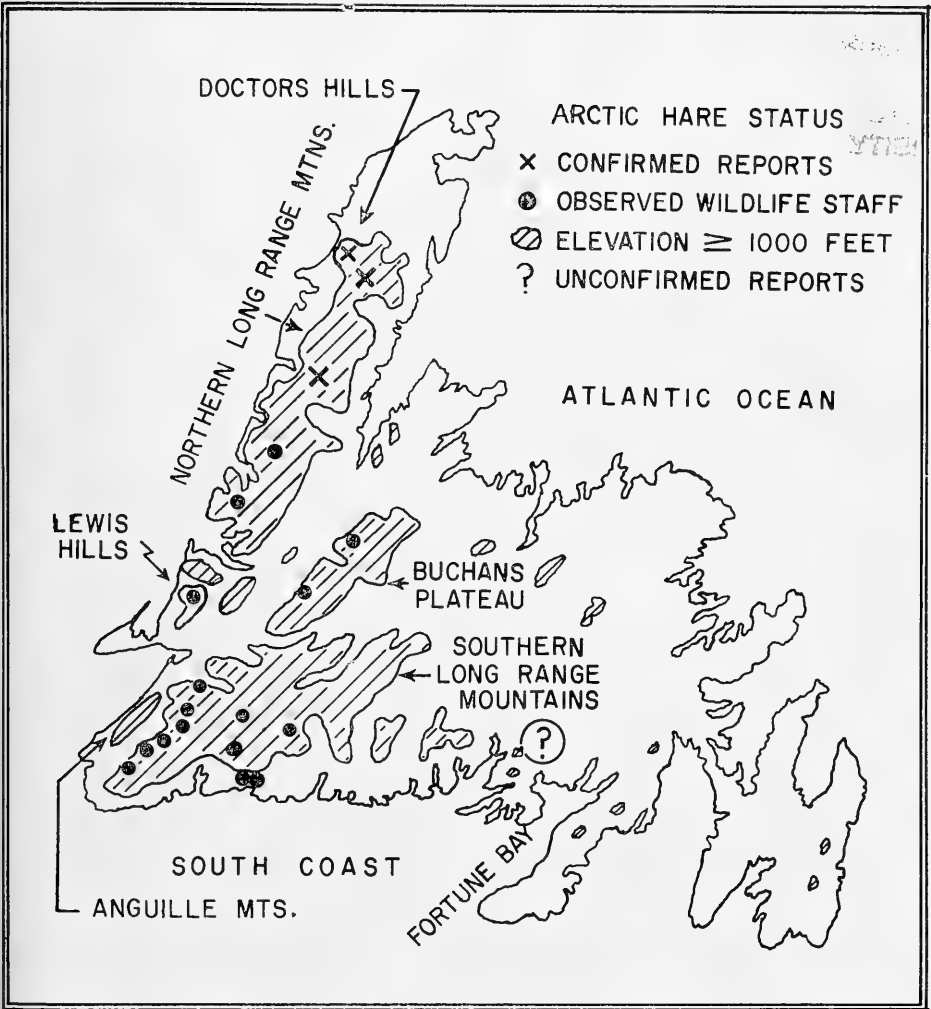 DOCTORS HILLS
NORTHERN LONG RANGE MTNS.
ARCTIC HARE STATUS
× CONFIRMED REPORTS
OBSERVED WILDLIFE STAFF
ELEVATION ≥ 1000 FEET
? UNCONFIRMED REPORTS
ATLANTIC OCEAN
LEWIS
HILLS
BUCHANS
PLATEAU
SOUTHERN
LONG RANGE
MOUNTAINS
?
SOUTH COAST
FORTUNE BAY
ANGUILLE MTS.